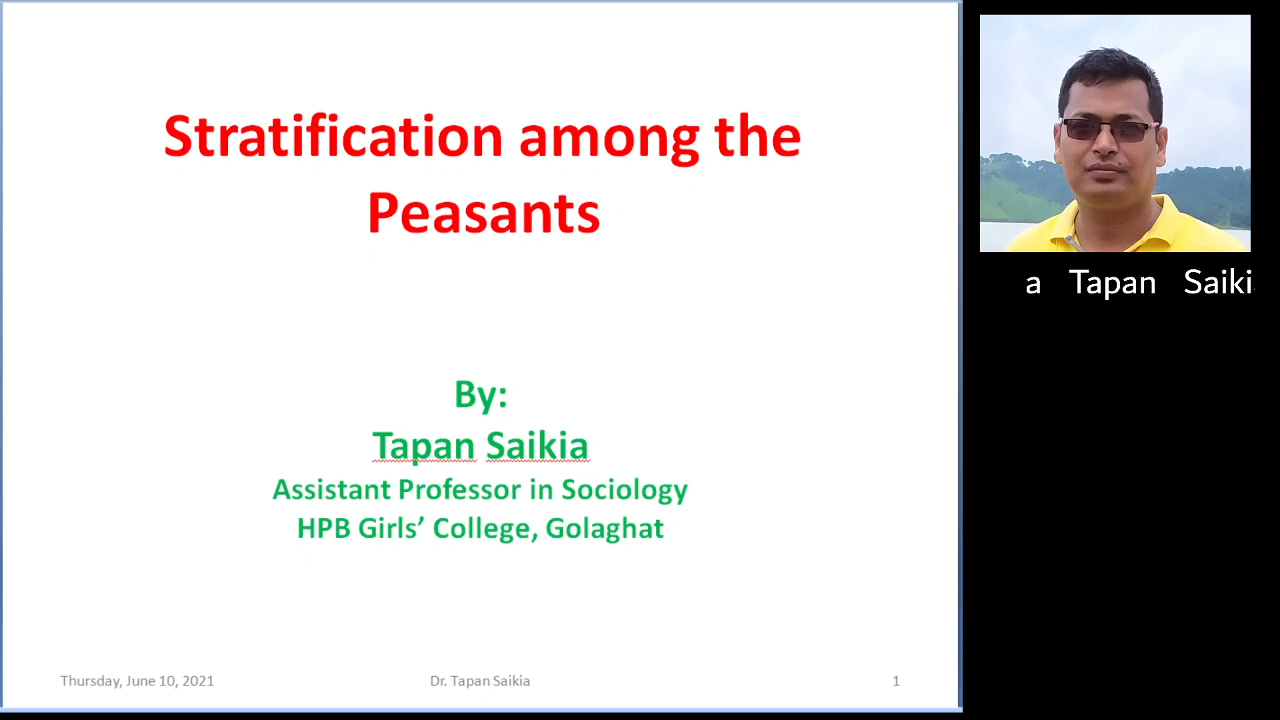 Stratification among the
Peasants
By:
Tapan Saikia
Assistant Professor in Sociology
HPB Girls’ College, Golaghat
Thursday, June 10, 2021
Dr. Tapan Saikia
1
a Tapan Saiki